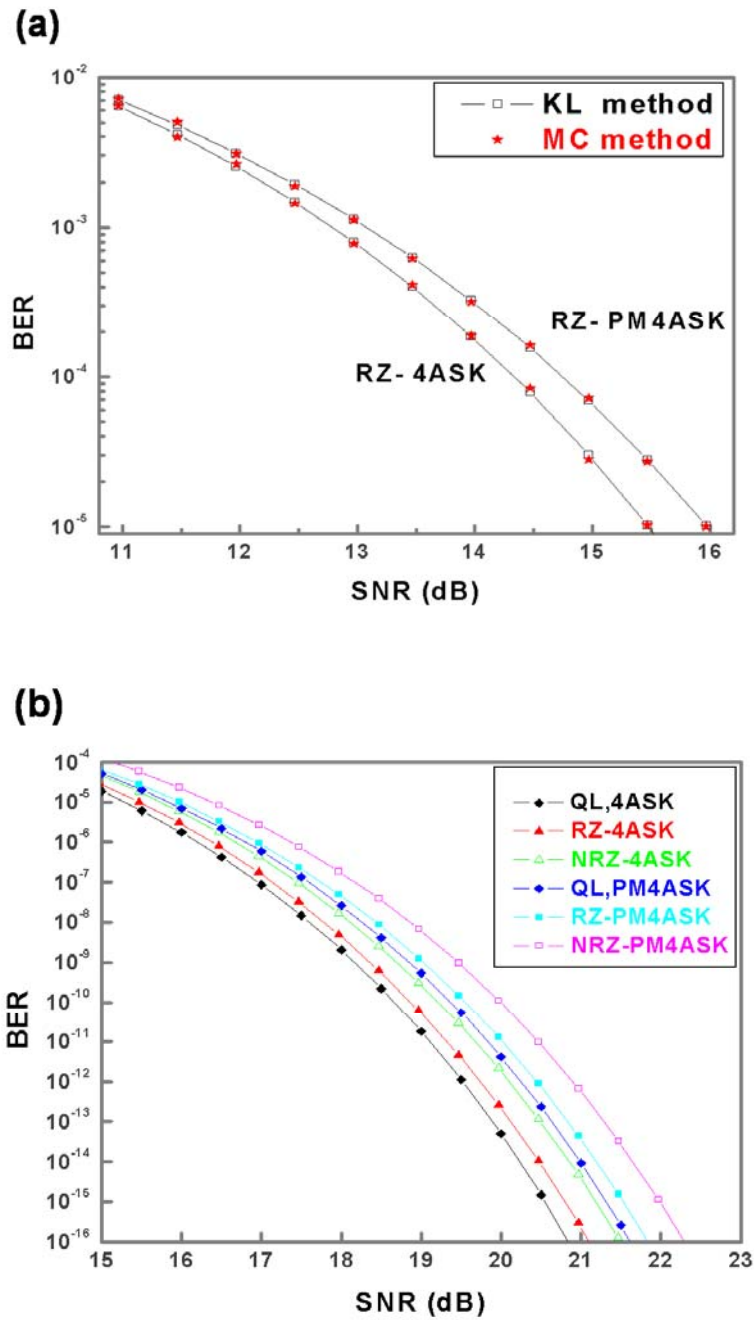 (a)
10-2
10-3
10-4
10-5
BER
KL method
MC method
RZ-PM4ASK
RZ-4ASK
11 12 13 14 15 16
SNR (dB)
(b)
10-4
10-5
10-6
10-7
10-8
10-9
10-10
10-11
10-12
10-13
10-14
10-15
10-16
BER
QL,4ASK
RZ-4ASK
NRZ-4ASK
QL,PM4ASK
RZ-PM4ASK
NRZ-PM4ASK
15 16 17 18 19 20 21 22 23
SNR (dB)